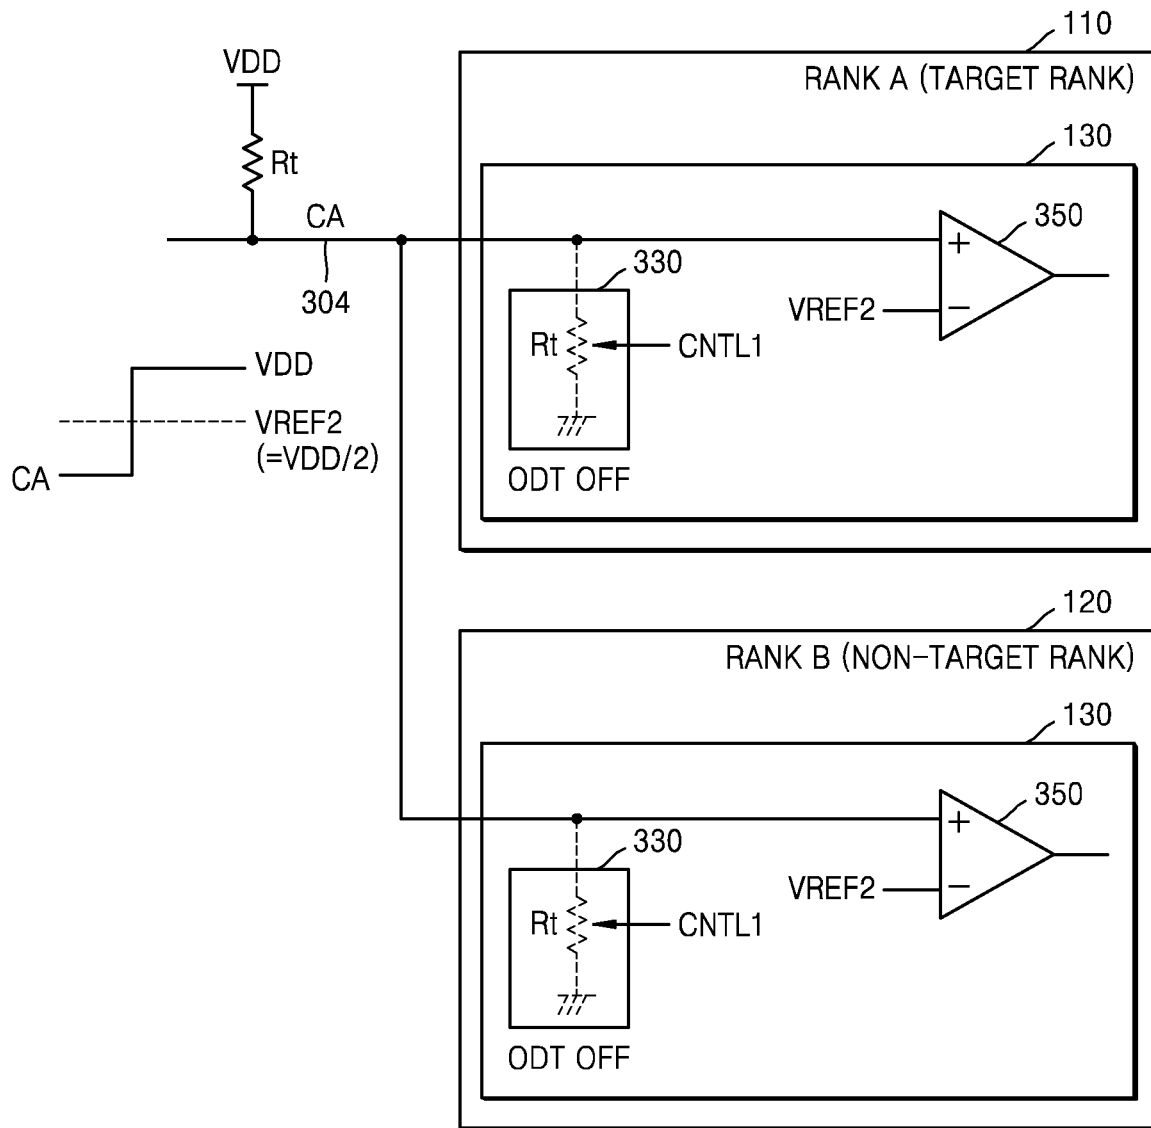 110
VDD
RANK A (TARGET RANK)
130
Rt
CA
350
+
330
304
VREF2
−
Rt
CNTL1
VDD
VREF2
(=VDD/2)
CA
ODT OFF
120
RANK B (NON-TARGET RANK)
130
350
+
330
VREF2
−
Rt
CNTL1
ODT OFF